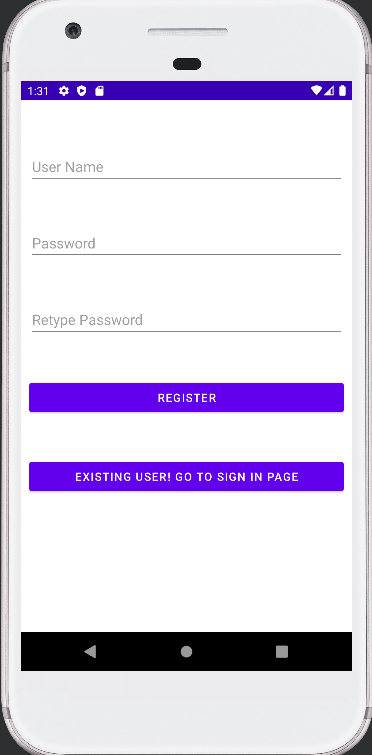 1:31
User Name
Password
Retype Password
REGISTER
EXISTING USER! GO TO SIGN IN PAGE